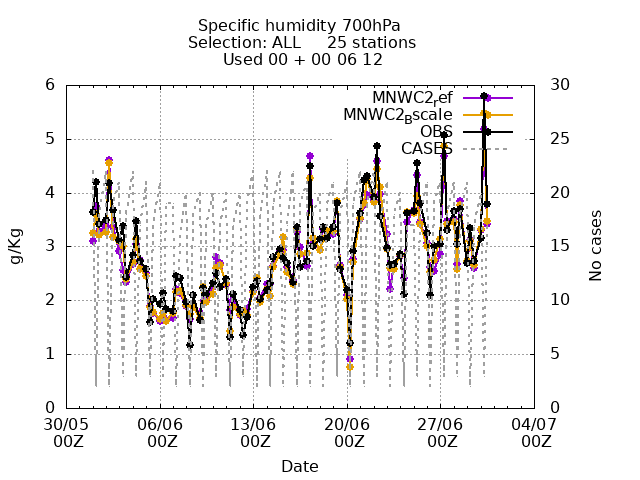 Specific humidity 700hPa
Selection: ALL     25 stations
Used 00 + 00 06 12
MNWC2ref
MNWC2Bscale
OBS
CASES
g/Kg
6
5
4
3
2
1
0
No cases
30
25
20
15
10
5
0
30/05 06/06 13/06 20/06 27/06 04/07
00Z 00Z 00Z 00Z 00Z 00Z
Date